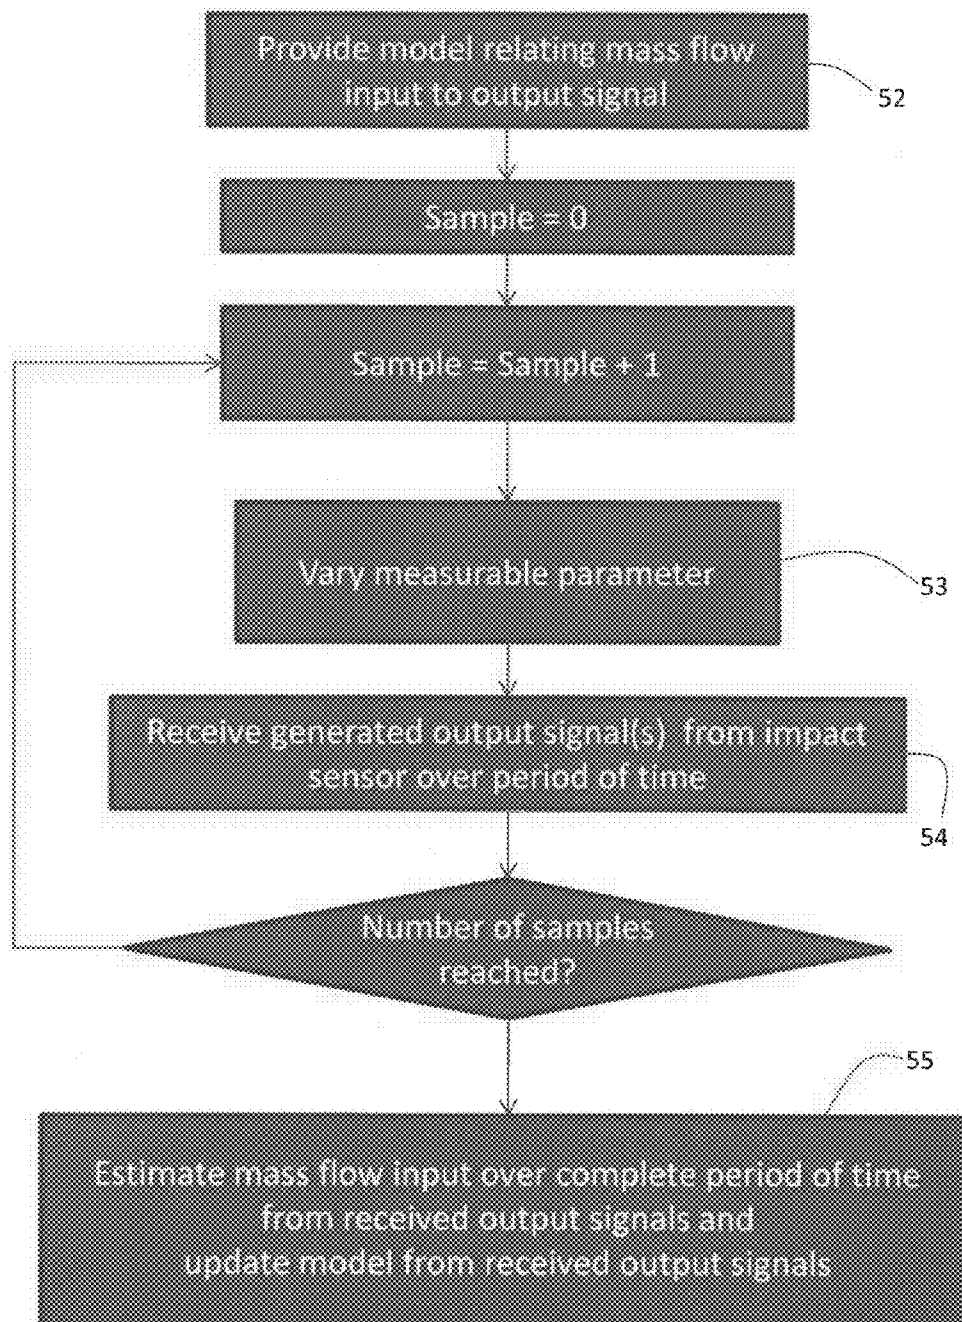 Provide model relating mass flow
input to output signal
52
Sample = 0
Sample = Sample + 1
Vary measurable parameter
53
Receive generated output signal(s) from impact
sensor over period of time
54
Number of samples
reached?
55
Estimate mass flow input over complete period of time
from received output signals and
update model from received output signals